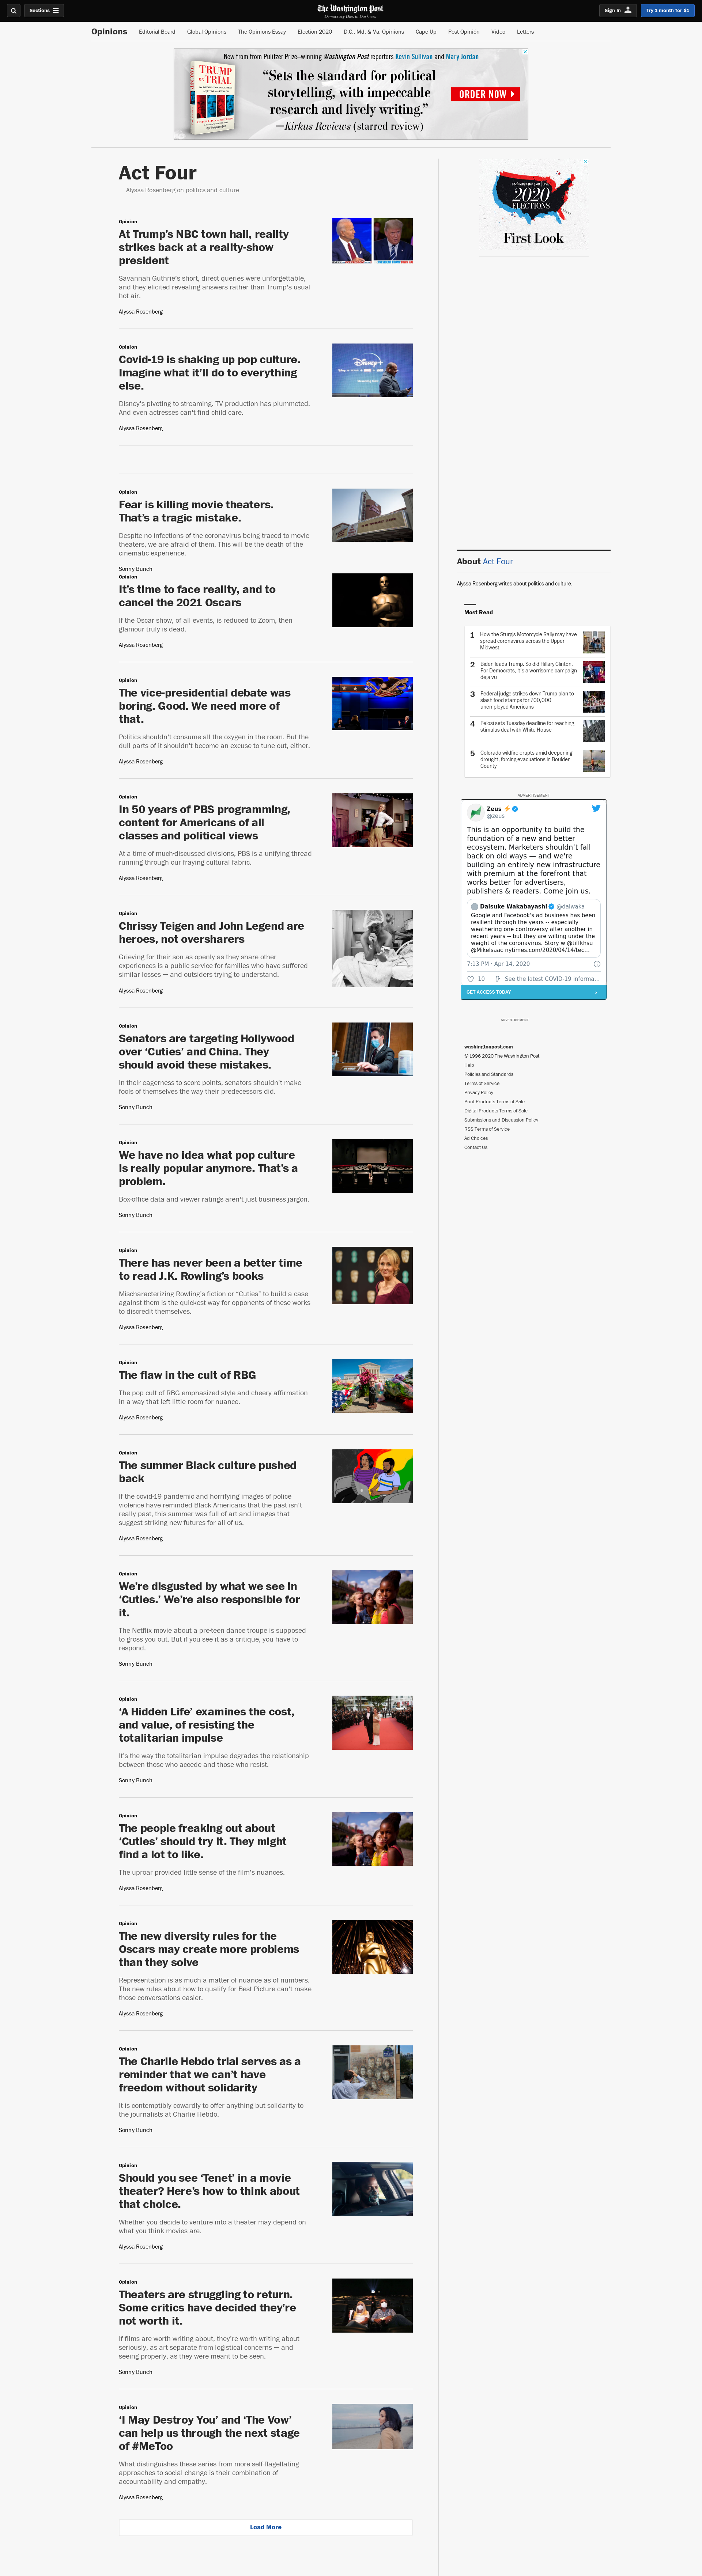 Sections
The Washington Post
Democracy Dies in Darkness
Sign In
Try 1 month for $1
Opinions
Editorial Board
Global Opinions
The Opinions Essay
Election 2020
D.C., Md. & Va. Opinions
Cape Up
Post Opinión
Video
Letters
New from from Pulitzer Prize–winning Washington Post reporters Kevin Sullivan and Mary Jordan
TRUMP ON TRIAL
“Sets the standard for political
storytelling, with impeccable
research and lively writing.”
—Kirkus Reviews (starred review)
ORDER NOW
Act Four
Alyssa Rosenberg on politics and culture
Opinion
At Trump’s NBC town hall, reality
strikes back at a reality-show
president
Savannah Guthrie’s short, direct queries were unforgettable,
and they elicited revealing answers rather than Trump’s usual
hot air.
Alyssa Rosenberg
Opinion
Covid-19 is shaking up pop culture.
Imagine what it’ll do to everything
else.
Disney’s pivoting to streaming. TV production has plummeted.
And even actresses can’t find child care.
Alyssa Rosenberg
Disney+
Opinion
Fear is killing movie theaters.
That’s a tragic mistake.
Despite no infections of the coronavirus being traced to movie
theaters, we are afraid of them. This will be the death of the
cinematic experience.
Sonny Bunch
Opinion
It’s time to face reality, and to
cancel the 2021 Oscars
If the Oscar show, of all events, is reduced to Zoom, then
glamour truly is dead.
Alyssa Rosenberg
Opinion
The vice-presidential debate was
boring. Good. We need more of
that.
Politics shouldn’t consume all the oxygen in the room. But the
dull parts of it shouldn’t become an excuse to tune out, either.
Alyssa Rosenberg
Opinion
In 50 years of PBS programming,
content for Americans of all
classes and political views
At a time of much-discussed divisions, PBS is a unifying thread
running through our fraying cultural fabric.
Alyssa Rosenberg
Opinion
Chrissy Teigen and John Legend are
heroes, not oversharers
Grieving for their son as openly as they share other
experiences is a public service for families who have suffered
similar losses — and outsiders trying to understand.
Alyssa Rosenberg
Opinion
Senators are targeting Hollywood
over ‘Cuties’ and China. They
should avoid these mistakes.
In their eagerness to score points, senators shouldn’t make
fools of themselves the way their predecessors did.
Sonny Bunch
Opinion
We have no idea what pop culture
is really popular anymore. That’s a
problem.
Box-office data and viewer ratings aren’t just business jargon.
Sonny Bunch
Opinion
There has never been a better time
to read J.K. Rowling’s books
Mischaracterizing Rowling’s fiction or “Cuties” to build a case
against them is the quickest way for opponents of these works
to discredit themselves.
Alyssa Rosenberg
Opinion
The flaw in the cult of RBG
The pop cult of RBG emphasized style and cheery affirmation
in a way that left little room for nuance.
Alyssa Rosenberg
Opinion
The summer Black culture pushed
back
If the covid-19 pandemic and horrifying images of police
violence have reminded Black Americans that the past isn’t
really past, this summer was full of art and images that
suggest striking new futures for all of us.
Alyssa Rosenberg
Opinion
We’re disgusted by what we see in
‘Cuties.’ We’re also responsible for
it.
The Netflix movie about a pre-teen dance troupe is supposed
to gross you out. But if you see it as a critique, you have to
respond.
Sonny Bunch
Opinion
‘A Hidden Life’ examines the cost,
and value, of resisting the
totalitarian impulse
It’s the way the totalitarian impulse degrades the relationship
between those who accede and those who resist.
Sonny Bunch
Opinion
The people freaking out about
‘Cuties’ should try it. They might
find a lot to like.
The uproar provided little sense of the film’s nuances.
Alyssa Rosenberg
Opinion
The new diversity rules for the
Oscars may create more problems
than they solve
Representation is as much a matter of nuance as of numbers.
The new rules about how to qualify for Best Picture can’t make
those conversations easier.
Alyssa Rosenberg
Opinion
The Charlie Hebdo trial serves as a
reminder that we can’t have
freedom without solidarity
It is contemptibly cowardly to offer anything but solidarity to
the journalists at Charlie Hebdo.
Sonny Bunch
Opinion
Should you see ‘Tenet’ in a movie
theater? Here’s how to think about
that choice.
Whether you decide to venture into a theater may depend on
what you think movies are.
Alyssa Rosenberg
Opinion
Theaters are struggling to return.
Some critics have decided they’re
not worth it.
If films are worth writing about, they’re worth writing about
seriously, as art separate from logistical concerns — and
seeing properly, as they were meant to be seen.
Sonny Bunch
Opinion
‘I May Destroy You’ and ‘The Vow’
can help us through the next stage
of #MeToo
What distinguishes these series from more self-flagellating
approaches to social change is their combination of
accountability and empathy.
Alyssa Rosenberg
Load More
The Washington Post
2020
ELECTIONS
First Look
About Act Four
Alyssa Rosenberg writes about politics and culture.
Most Read
1
How the Sturgis Motorcycle Rally may have
spread coronavirus across the Upper
Midwest
2
Biden leads Trump. So did Hillary Clinton.
For Democrats, it’s a worrisome campaign
deja vu
3
Federal judge strikes down Trump plan to
slash food stamps for 700,000
unemployed Americans
4
Pelosi sets Tuesday deadline for reaching
stimulus deal with White House
5
Colorado wildfire erupts amid deepening
drought, forcing evacuations in Boulder
County
ADVERTISEMENT
Zeus ⚡
@zeus
This is an opportunity to build the
foundation of a new and better
ecosystem. Marketers shouldn’t fall
back on old ways — and we’re
building an entirely new infrastructure
with premium at the forefront that
works better for advertisers,
publishers & readers. Come join us.
Daisuke Wakabayashi @daiwaka
Google and Facebook’s ad business has been
resilient through the years -- especially
weathering one controversy after another in
recent years -- but they are wilting under the
weight of the coronavirus. Story w @tiffkhsu
@MikeIsaac nytimes.com/2020/04/14/tec…
7:13 PM · Apr 14, 2020
10
See the latest COVID-19 informa…
GET ACCESS TODAY
ADVERTISEMENT
washingtonpost.com
© 1996-2020 The Washington Post
Help
Policies and Standards
Terms of Service
Privacy Policy
Print Products Terms of Sale
Digital Products Terms of Sale
Submissions and Discussion Policy
RSS Terms of Service
Ad Choices
Contact Us